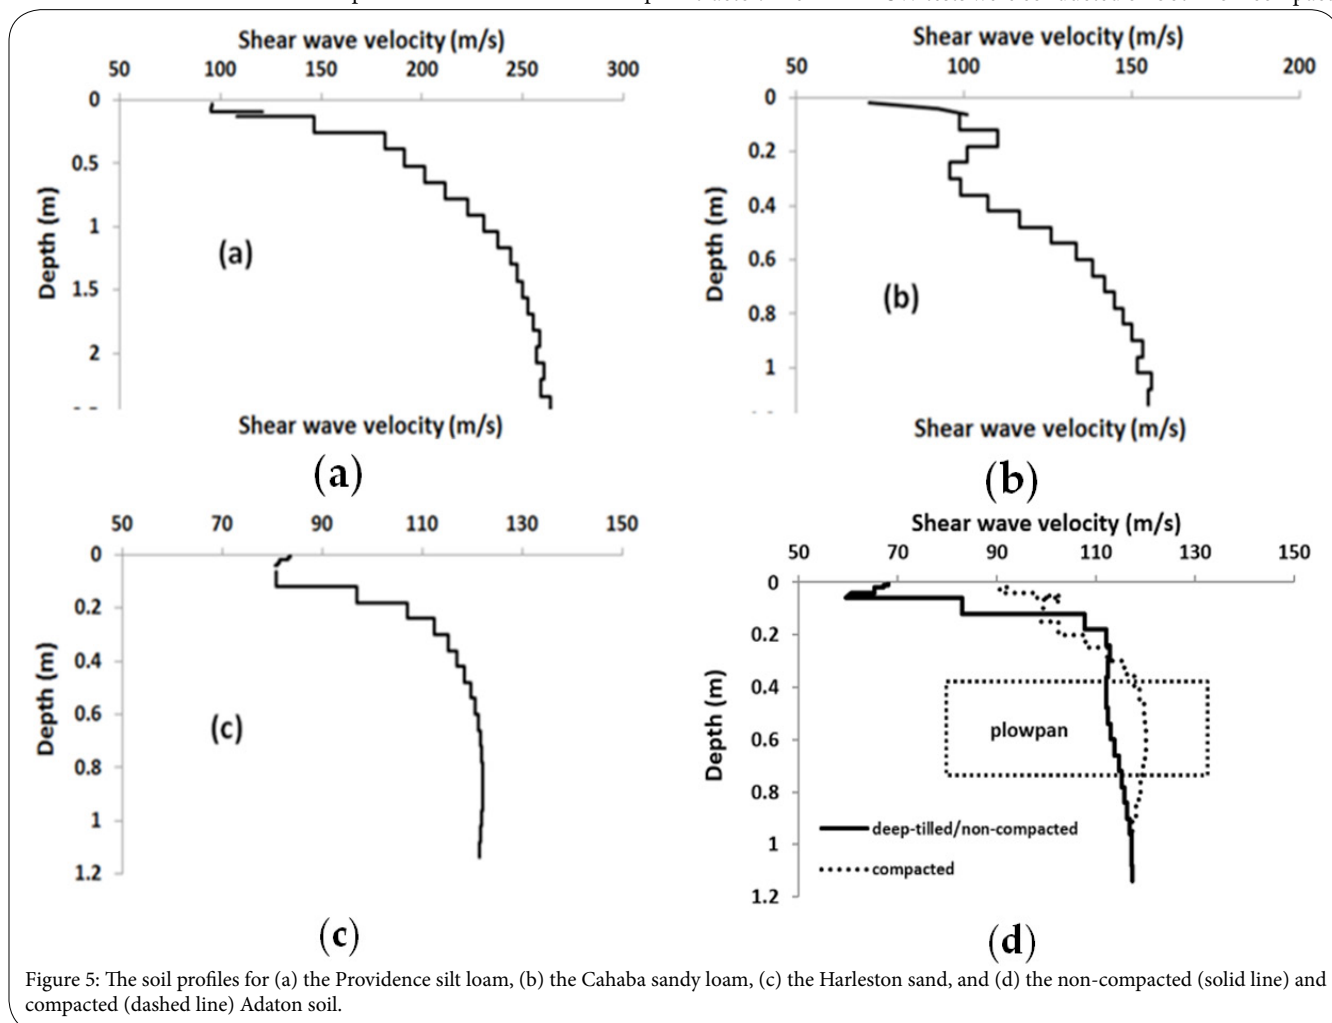 Shear wave velocity (m/s)
50 100 150 200 250 300
0
0.5
1
1.5
2
Depth (m)
(a)
Shear wave velocity (m/s)
(a)
Shear wave velocity (m/s)
50 100 150 200
0
0.2
0.4
0.6
0.8
1
Depth (m)
(b)
Shear wave velocity (m/s)
(b)
50 70 90 110 130 150
0
0.2
0.4
0.6
0.8
1
1.2
Depth (m)
(c)
(c)
Shear wave velocity (m/s)
50 70 90 110 130 150
0
0.2
0.4
0.6
0.8
1
1.2
Depth (m)
plowpan
deep-tilled/non-compacted
compacted
(d)
Figure 5: The soil profiles for (a) the Providence silt loam, (b) the Cahaba sandy loam, (c) the Harleston sand, and (d) the non-compacted (solid line) and
compacted (dashed line) Adaton soil.